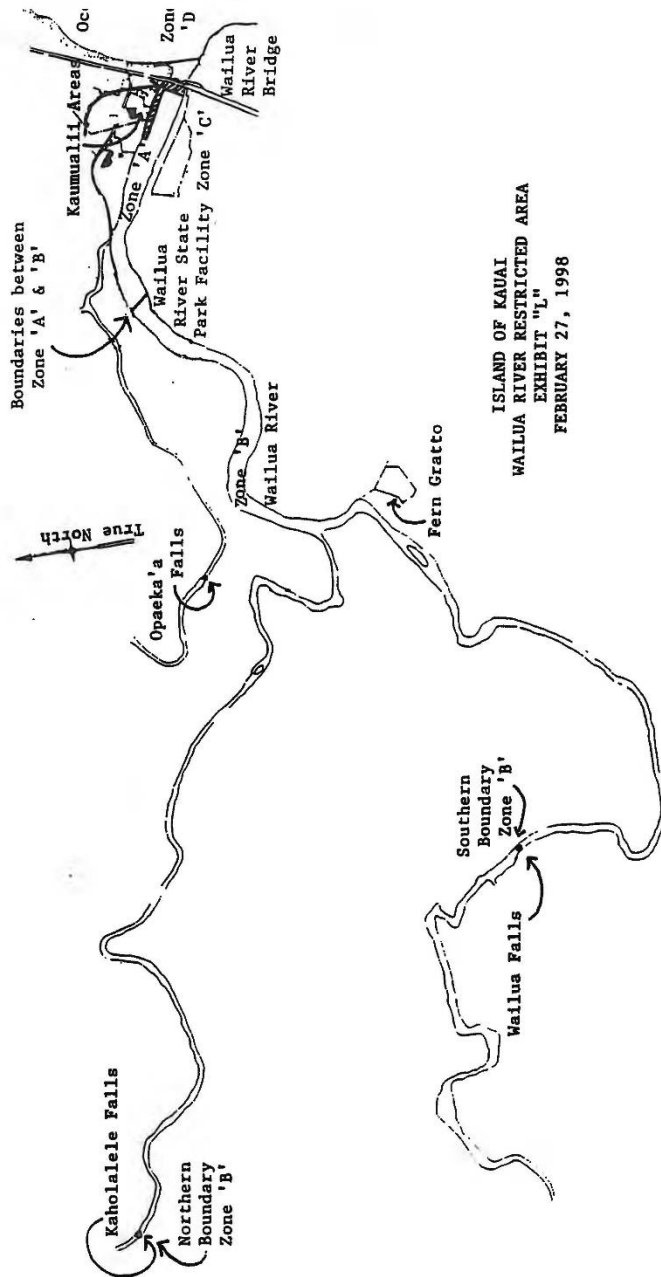 Kaholalele Falls
Northern
Boundary
Zone 'B'
Opaeka'a
Falls
True North
Boundaries between
Zone 'A' & 'B'
Kaumualii Areas
Zone 'A'
Zone 'C'
Zon
'D
Wailua
River
Bridge
Wailua
River State
Park Facility
Zone 'B'
Wailua River
Fern Gratto
Southern
Boundary
Zone 'B'
Wailua Falls
ISLAND OF KAUAI
WAILUA RIVER RESTRICTED AREA
EXHIBIT "L"
FEBRUARY 27, 1998